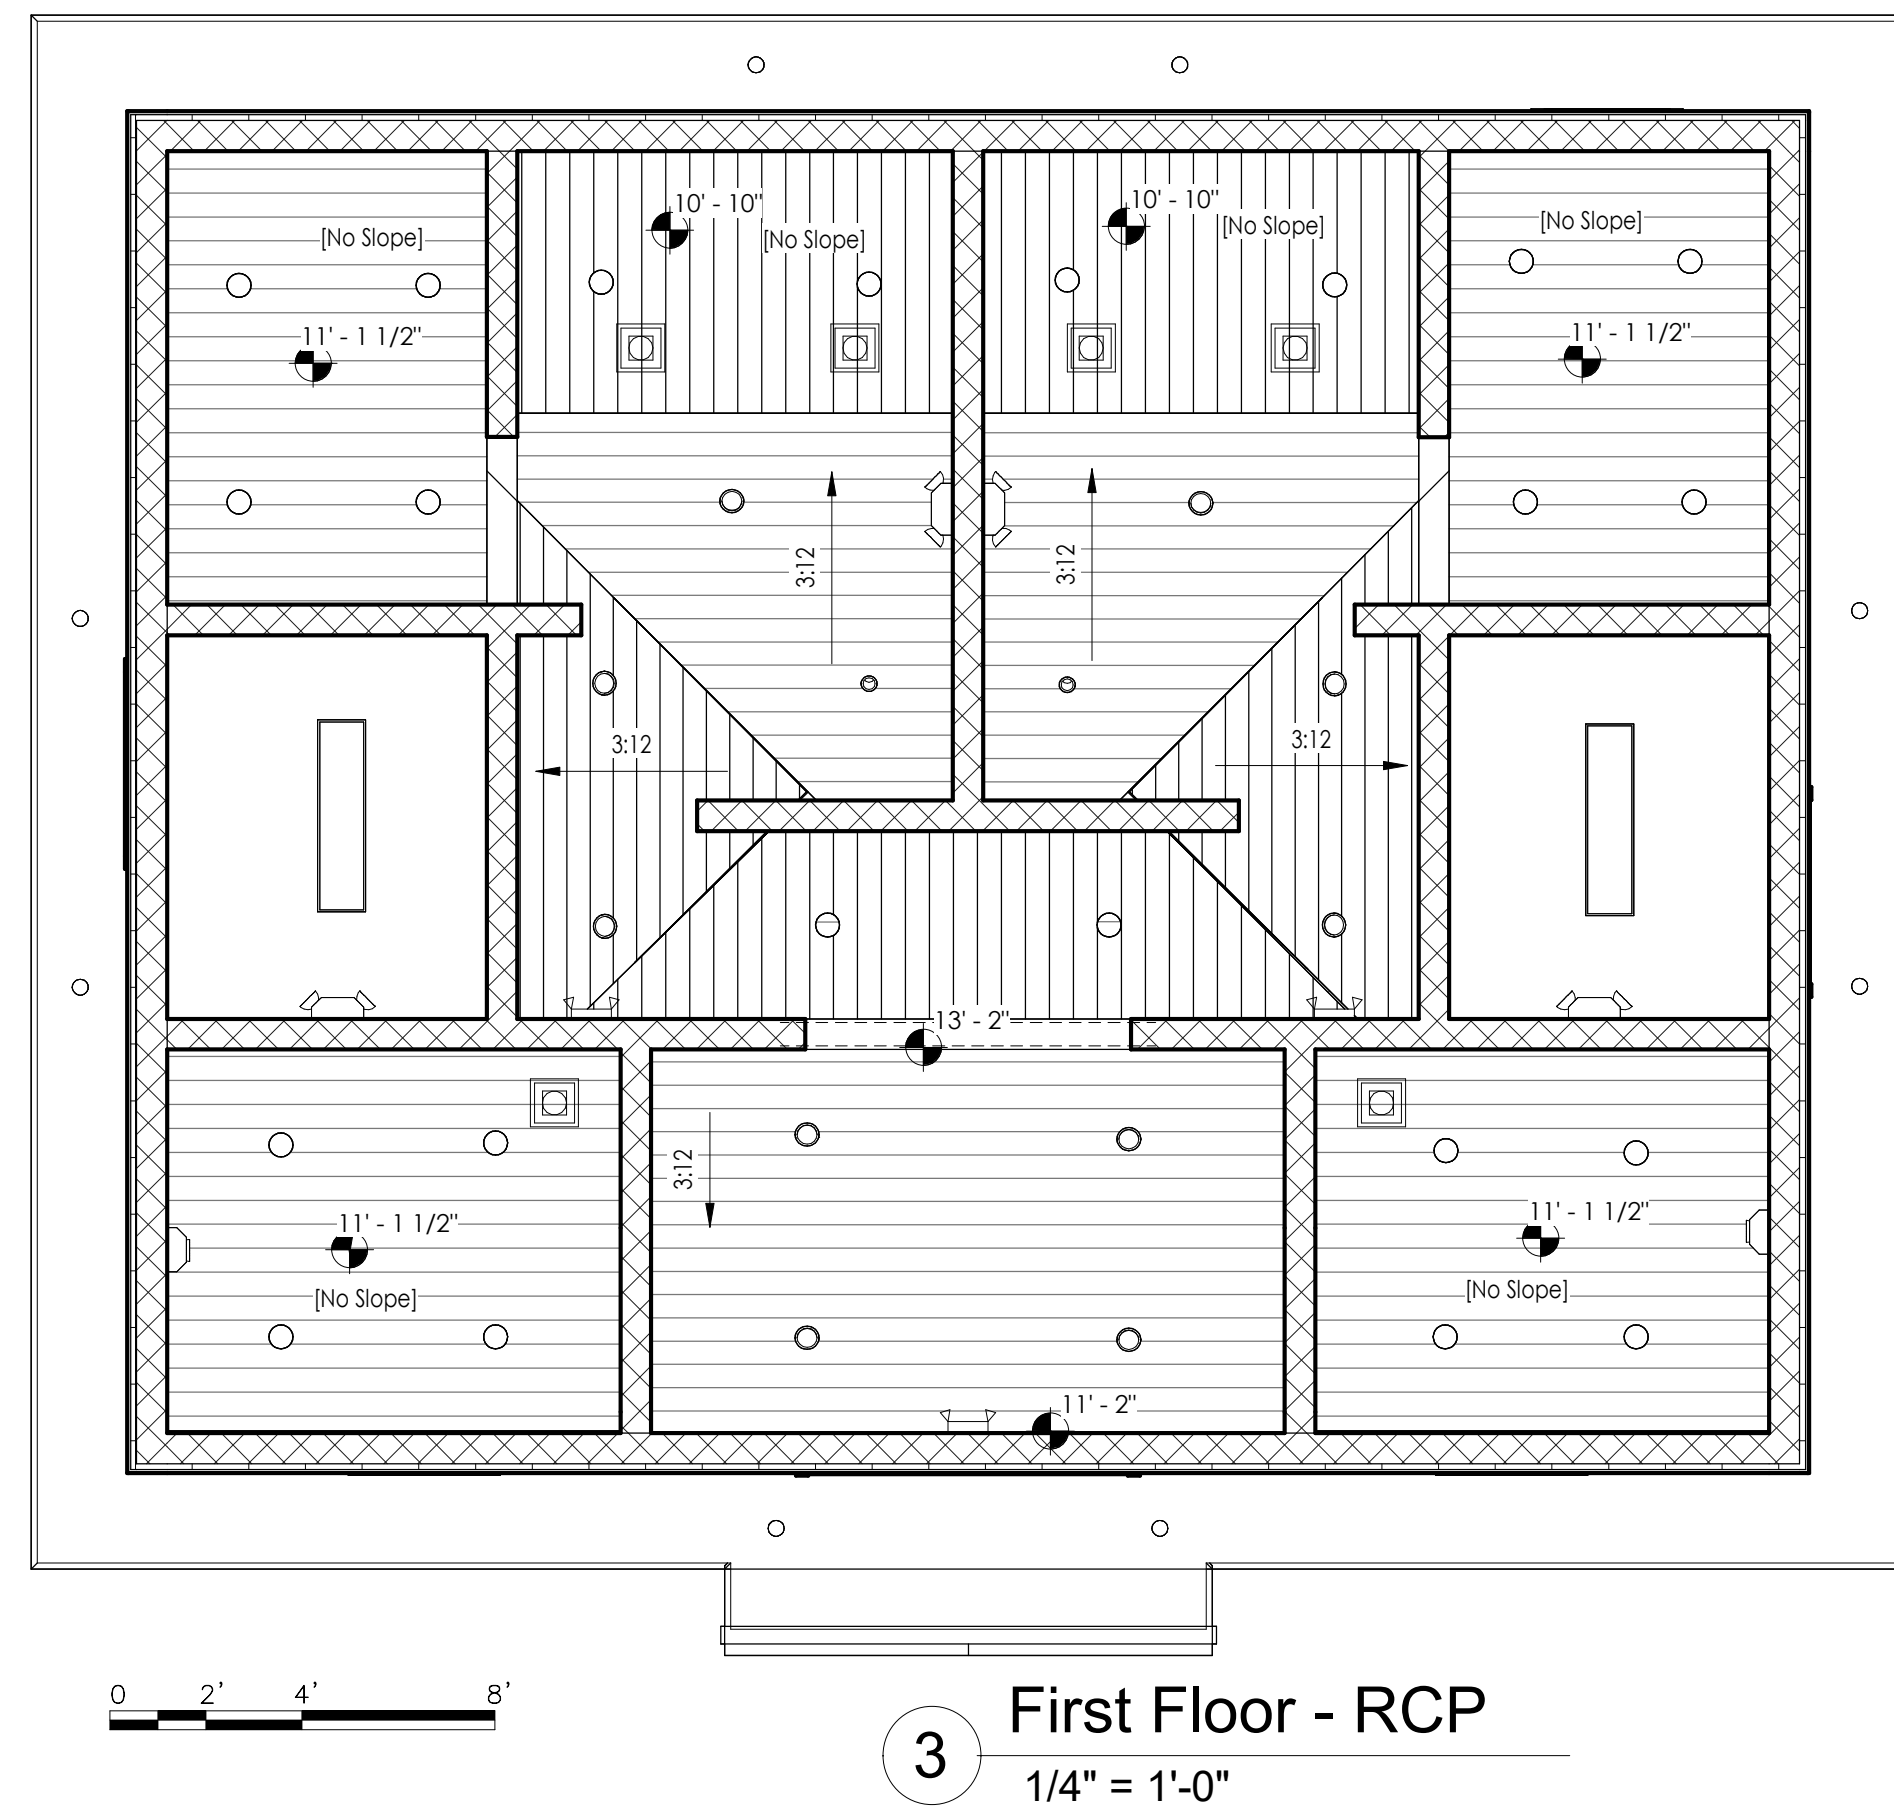 10' - 10"
10' - 10"
[No Slope]
[No Slope]
[No Slope]
[No Slope]
11' - 1 1/2"
11' - 1 1/2"
3:12
3:12
3:12
3:12
13' - 2"
3:12
11' - 1 1/2"
11' - 1 1/2"
[No Slope]
[No Slope]
11' - 2"
0 2' 4' 8'
3
First Floor - RCP
1/4" = 1'-0"